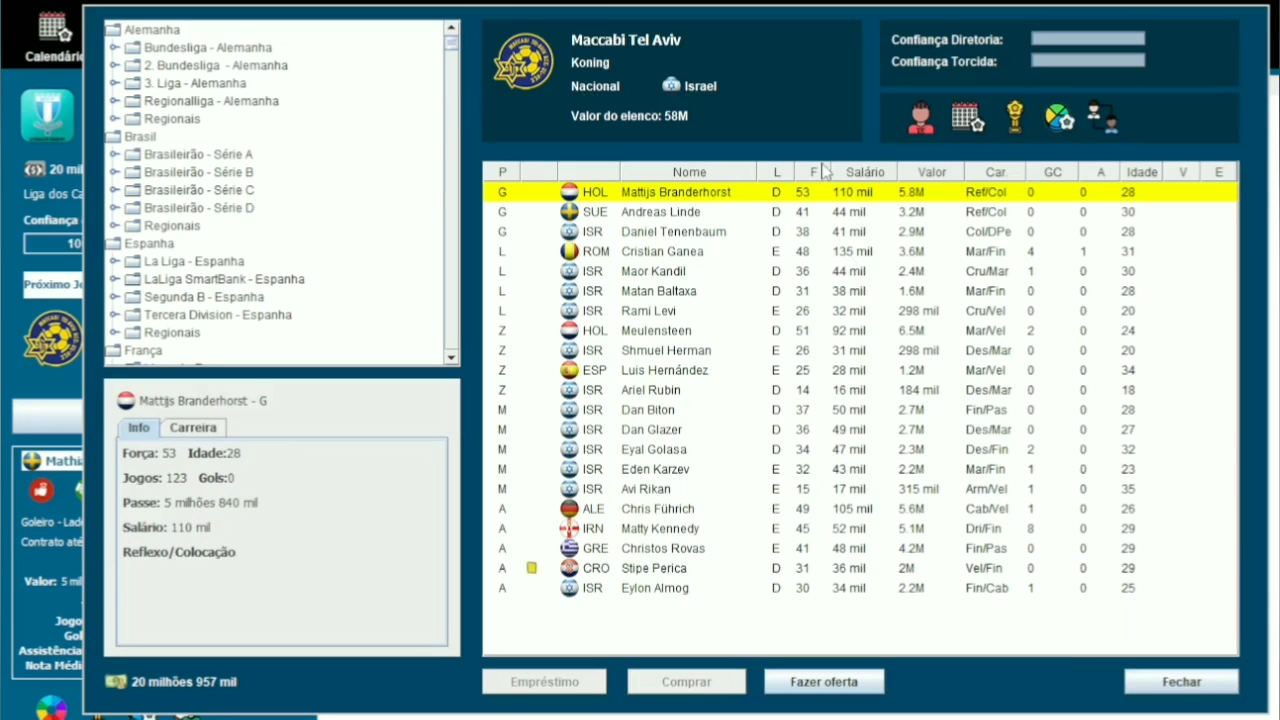 Calendário
20 mil
Liga dos Ca
Confiança
10
Próximo Jo
Mathia
Goleiro - Lado
Contrato até
Valor: 5 mil
Jogo
Gol
Assistência
Nota Médi
Alemanha
Bundesliga - Alemanha
2. Bundesliga - Alemanha
3. Liga - Alemanha
Regionalliga - Alemanha
Regionais
Brasil
Brasileirão - Série A
Brasileirão - Série B
Brasileirão - Série C
Brasileirão - Série D
Regionais
Espanha
La Liga - Espanha
LaLiga SmartBank - Espanha
Segunda B - Espanha
Tercera Division - Espanha
Regionais
França
Mattijs Branderhorst - G
Info Carreira
Força: 53 Idade:28
Jogos: 123 Gols:0
Passe: 5 milhões 840 mil
Salário: 110 mil
Reflexo/Colocação
20 milhões 957 mil
Maccabi Tel Aviv
Koning
Nacional Israel
Valor do elenco: 58M
Confiança Diretoria:
Confiança Torcida:
P Nome L F Salário Valor Car. GC A Idade V E
G HOL Mattijs Branderhorst D 53 110 mil 5.8M Ref/Col 0 0 28
G SUE Andreas Linde D 41 44 mil 3.2M Ref/Col 0 0 30
G ISR Daniel Tenenbaum D 38 41 mil 2.9M Col/DPe 0 0 28
L ROM Cristian Ganea E 48 135 mil 3.6M Mar/Fin 4 1 31
L ISR Maor Kandil D 36 44 mil 2.4M Cru/Mar 1 0 30
L ISR Matan Baltaxa D 31 38 mil 1.6M Mar/Fin 0 0 28
L ISR Rami Levi E 26 32 mil 298 mil Cru/Vel 0 0 20
Z HOL Meulensteen D 51 92 mil 6.5M Mar/Vel 2 0 24
Z ISR Shmuel Herman E 26 31 mil 298 mil Des/Mar 0 0 20
Z ESP Luis Hernández E 25 28 mil 1.2M Mar/Vel 0 0 34
Z ISR Ariel Rubin D 14 16 mil 184 mil Des/Mar 0 0 18
M ISR Dan Biton D 37 50 mil 2.7M Fin/Pas 0 0 28
M ISR Dan Glazer D 36 49 mil 2.7M Des/Mar 0 0 27
M ISR Eyal Golasa D 34 47 mil 2.3M Des/Fin 2 0 32
M ISR Eden Karzev E 32 43 mil 2.2M Mar/Fin 1 0 23
M ISR Avi Rikan E 15 17 mil 315 mil Arm/Vel 1 0 35
A ALE Chris Führich E 49 105 mil 5.6M Cab/Vel 1 0 26
A IRN Matty Kennedy E 45 52 mil 5.1M Dri/Fin 8 0 29
A GRE Christos Rovas E 41 48 mil 4.2M Fin/Pas 0 0 29
A CRO Stipe Perica D 31 36 mil 2M Vel/Fin 0 0 29
A ISR Eylon Almog D 30 34 mil 2.2M Fin/Cab 1 0 25
Empréstimo Comprar Fazer oferta Fechar